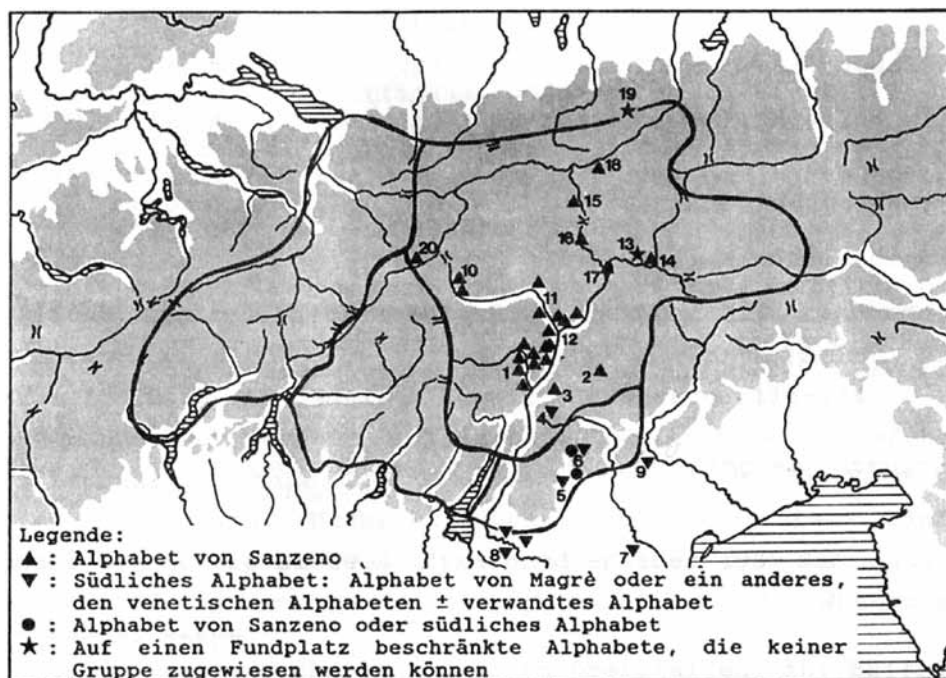 19
18
15
16
13
14
17
20
10
11
12
1
2
3
4
6
5
9
8
7
Legende:
▲ : Alphabet von Sanzeno
▼ : Südliches Alphabet: Alphabet von Magrè oder ein anderes,
den venetischen Alphabeten ± verwandtes Alphabet
● : Alphabet von Sanzeno oder südliches Alphabet
★ : Auf einen Fundplatz beschränkte Alphabete, die keiner
Gruppe zugewiesen werden können